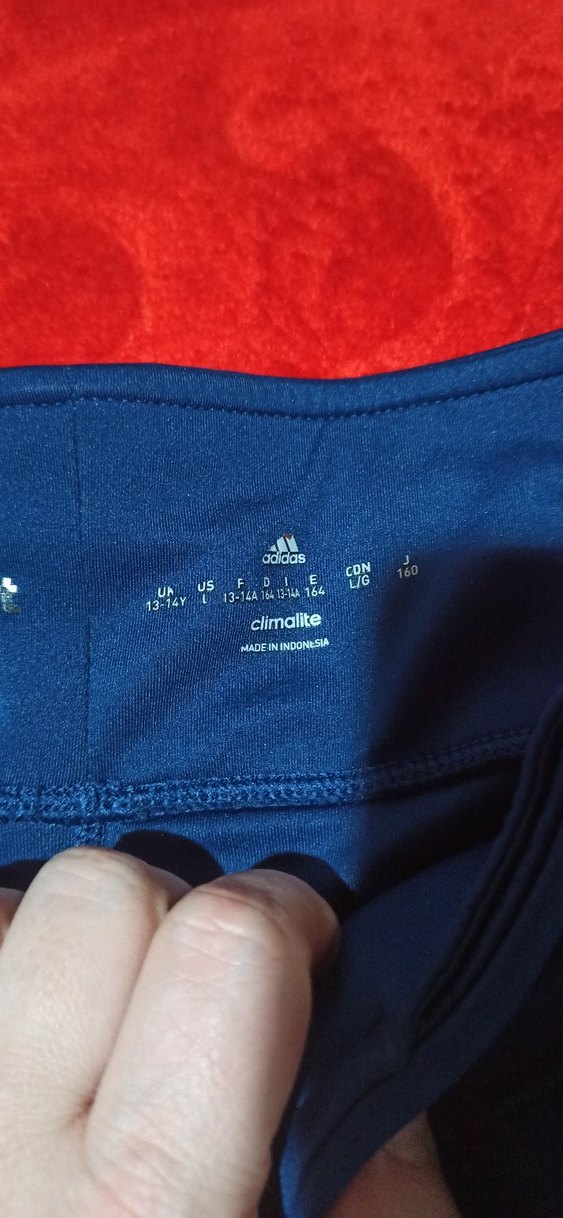 adidas
UK US F D I E CDN J
13-14Y L 13-14A 164 13-14A 164 L/G 160
climalite
MADE IN INDONESIA